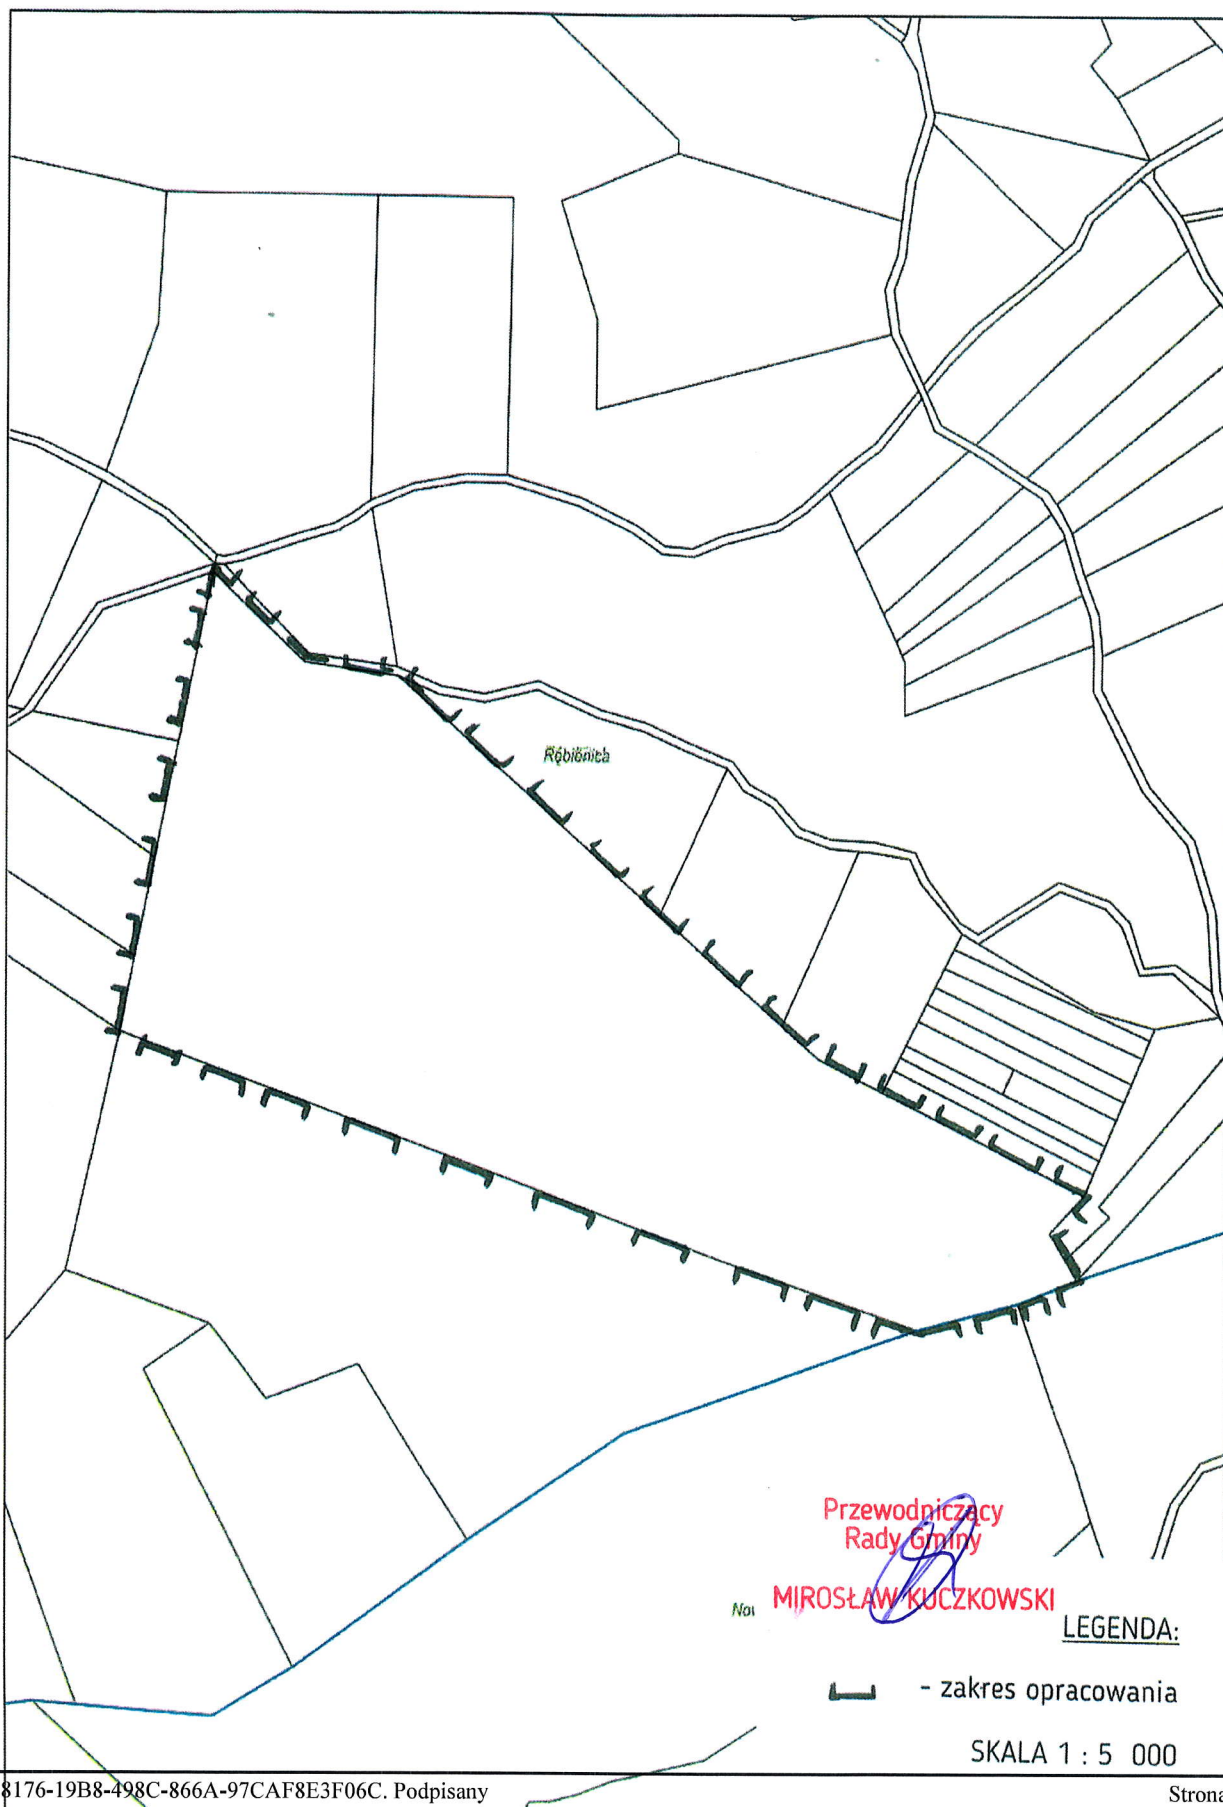 Rębienica
Przewodniczący
Rady Gminy
MIROSŁAW KUCZKOWSKI
LEGENDA:
- zakres opracowania
SKALA 1 : 5 000
8176-19B8-498C-866A-97CAF8E3F06C. Podpisany
Strona